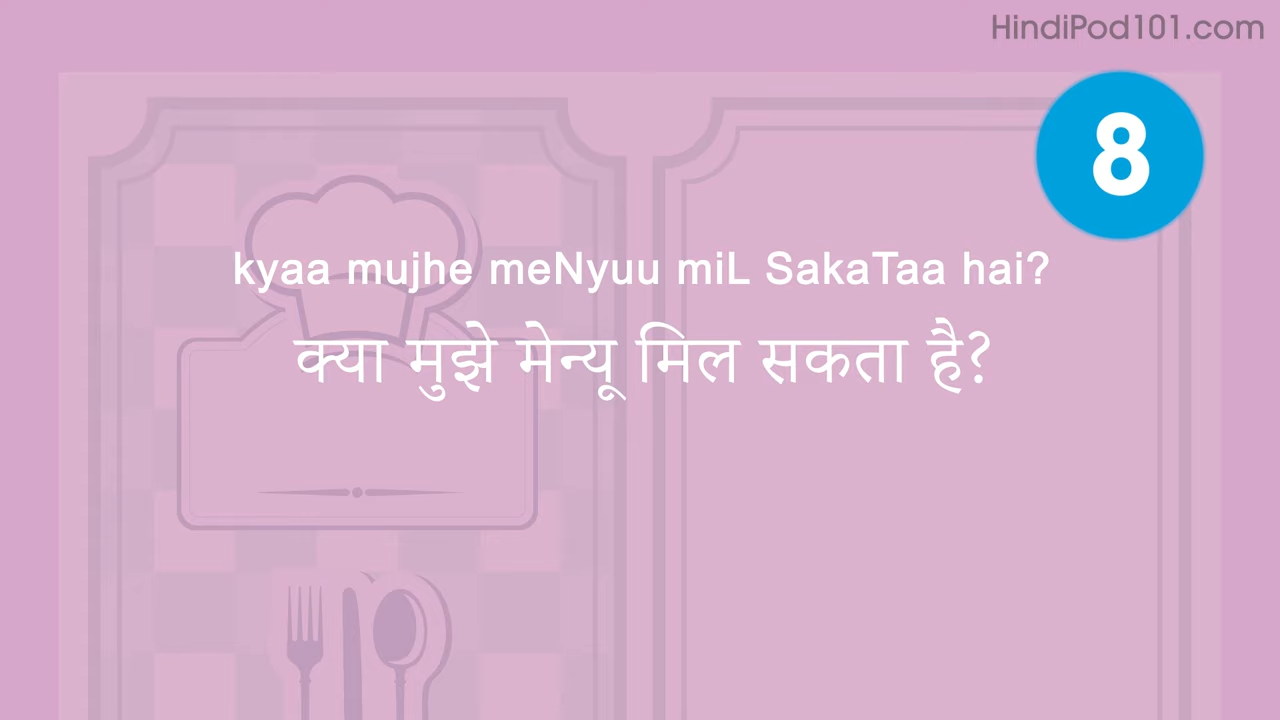 HindiPod101.com
8
kyaa mujhe meNyuu miL SakaTaa hai?
क्या मुझे मेन्यू मिल सकता है?